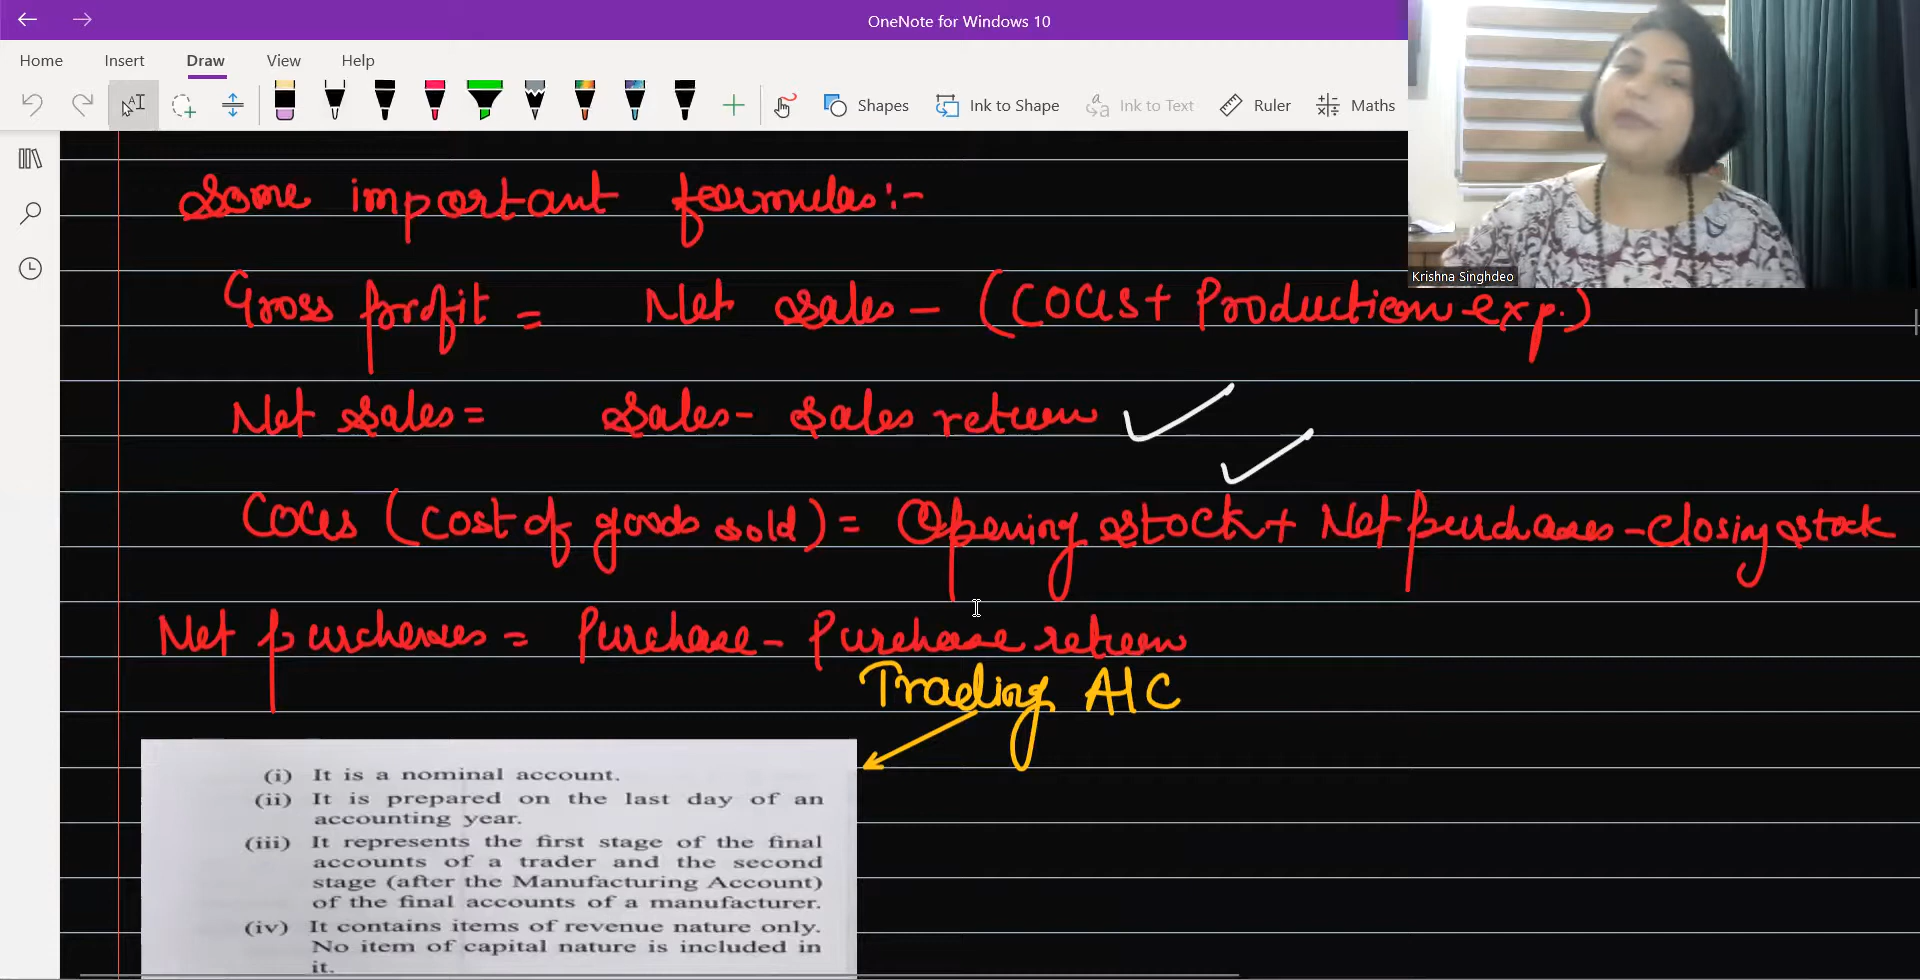 OneNote for Windows 10
Home Insert Draw View Help
Shapes Ink to Shape Ink to Text Ruler Maths
Krishna Singhdeo
Some important formulas:-
Gross profit = Net sales - (COGS + Production exp.)
Net sales = Sales - Sales return
COGS (cost of goods sold) = Opening stock + Net purchases - closing stock
Net purchases = Purchase - Purchase return
Trading A/C
(i) It is a nominal account.
(ii) It is prepared on the last day of an
accounting year.
(iii) It represents the first stage of the final
accounts of a trader and the second
stage (after the Manufacturing Account)
of the final accounts of a manufacturer.
(iv) It contains items of revenue nature only.
No item of capital nature is included in
it.